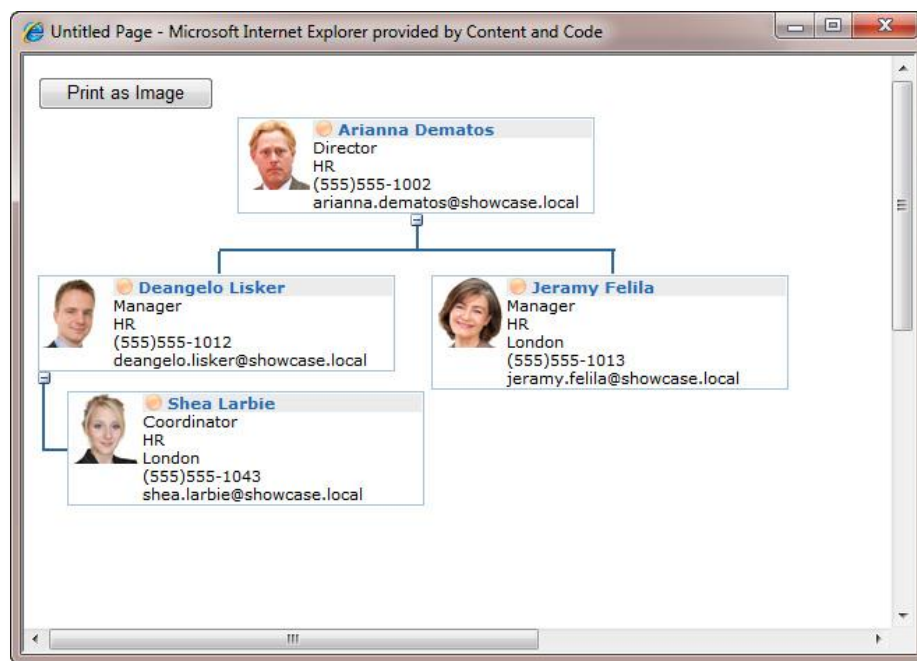 Untitled Page - Microsoft Internet Explorer provided by Content and Code
Print as Image
Arianna Dematos
Director
HR
(555)555-1002
arianna.dematos@showcase.local
Deangelo Lisker
Manager
HR
(555)555-1012
deangelo.lisker@showcase.local
Jeramy Felila
Manager
HR
London
(555)555-1013
jeramy.felila@showcase.local
Shea Larbie
Coordinator
HR
London
(555)555-1043
shea.larbie@showcase.local